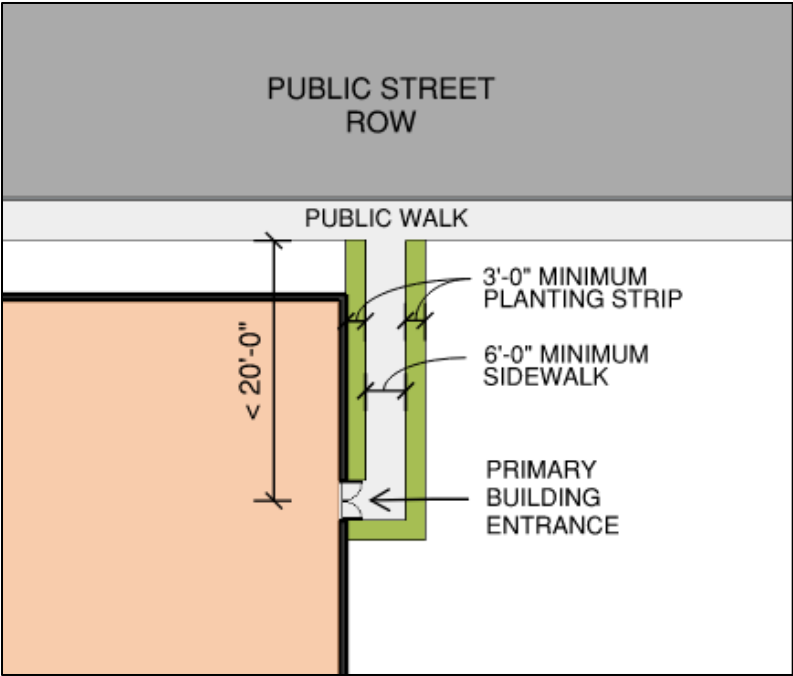 PUBLIC STREET
ROW
PUBLIC WALK
3'-0" MINIMUM
PLANTING STRIP
< 20'-0"
6'-0" MINIMUM
SIDEWALK
PRIMARY
BUILDING
ENTRANCE